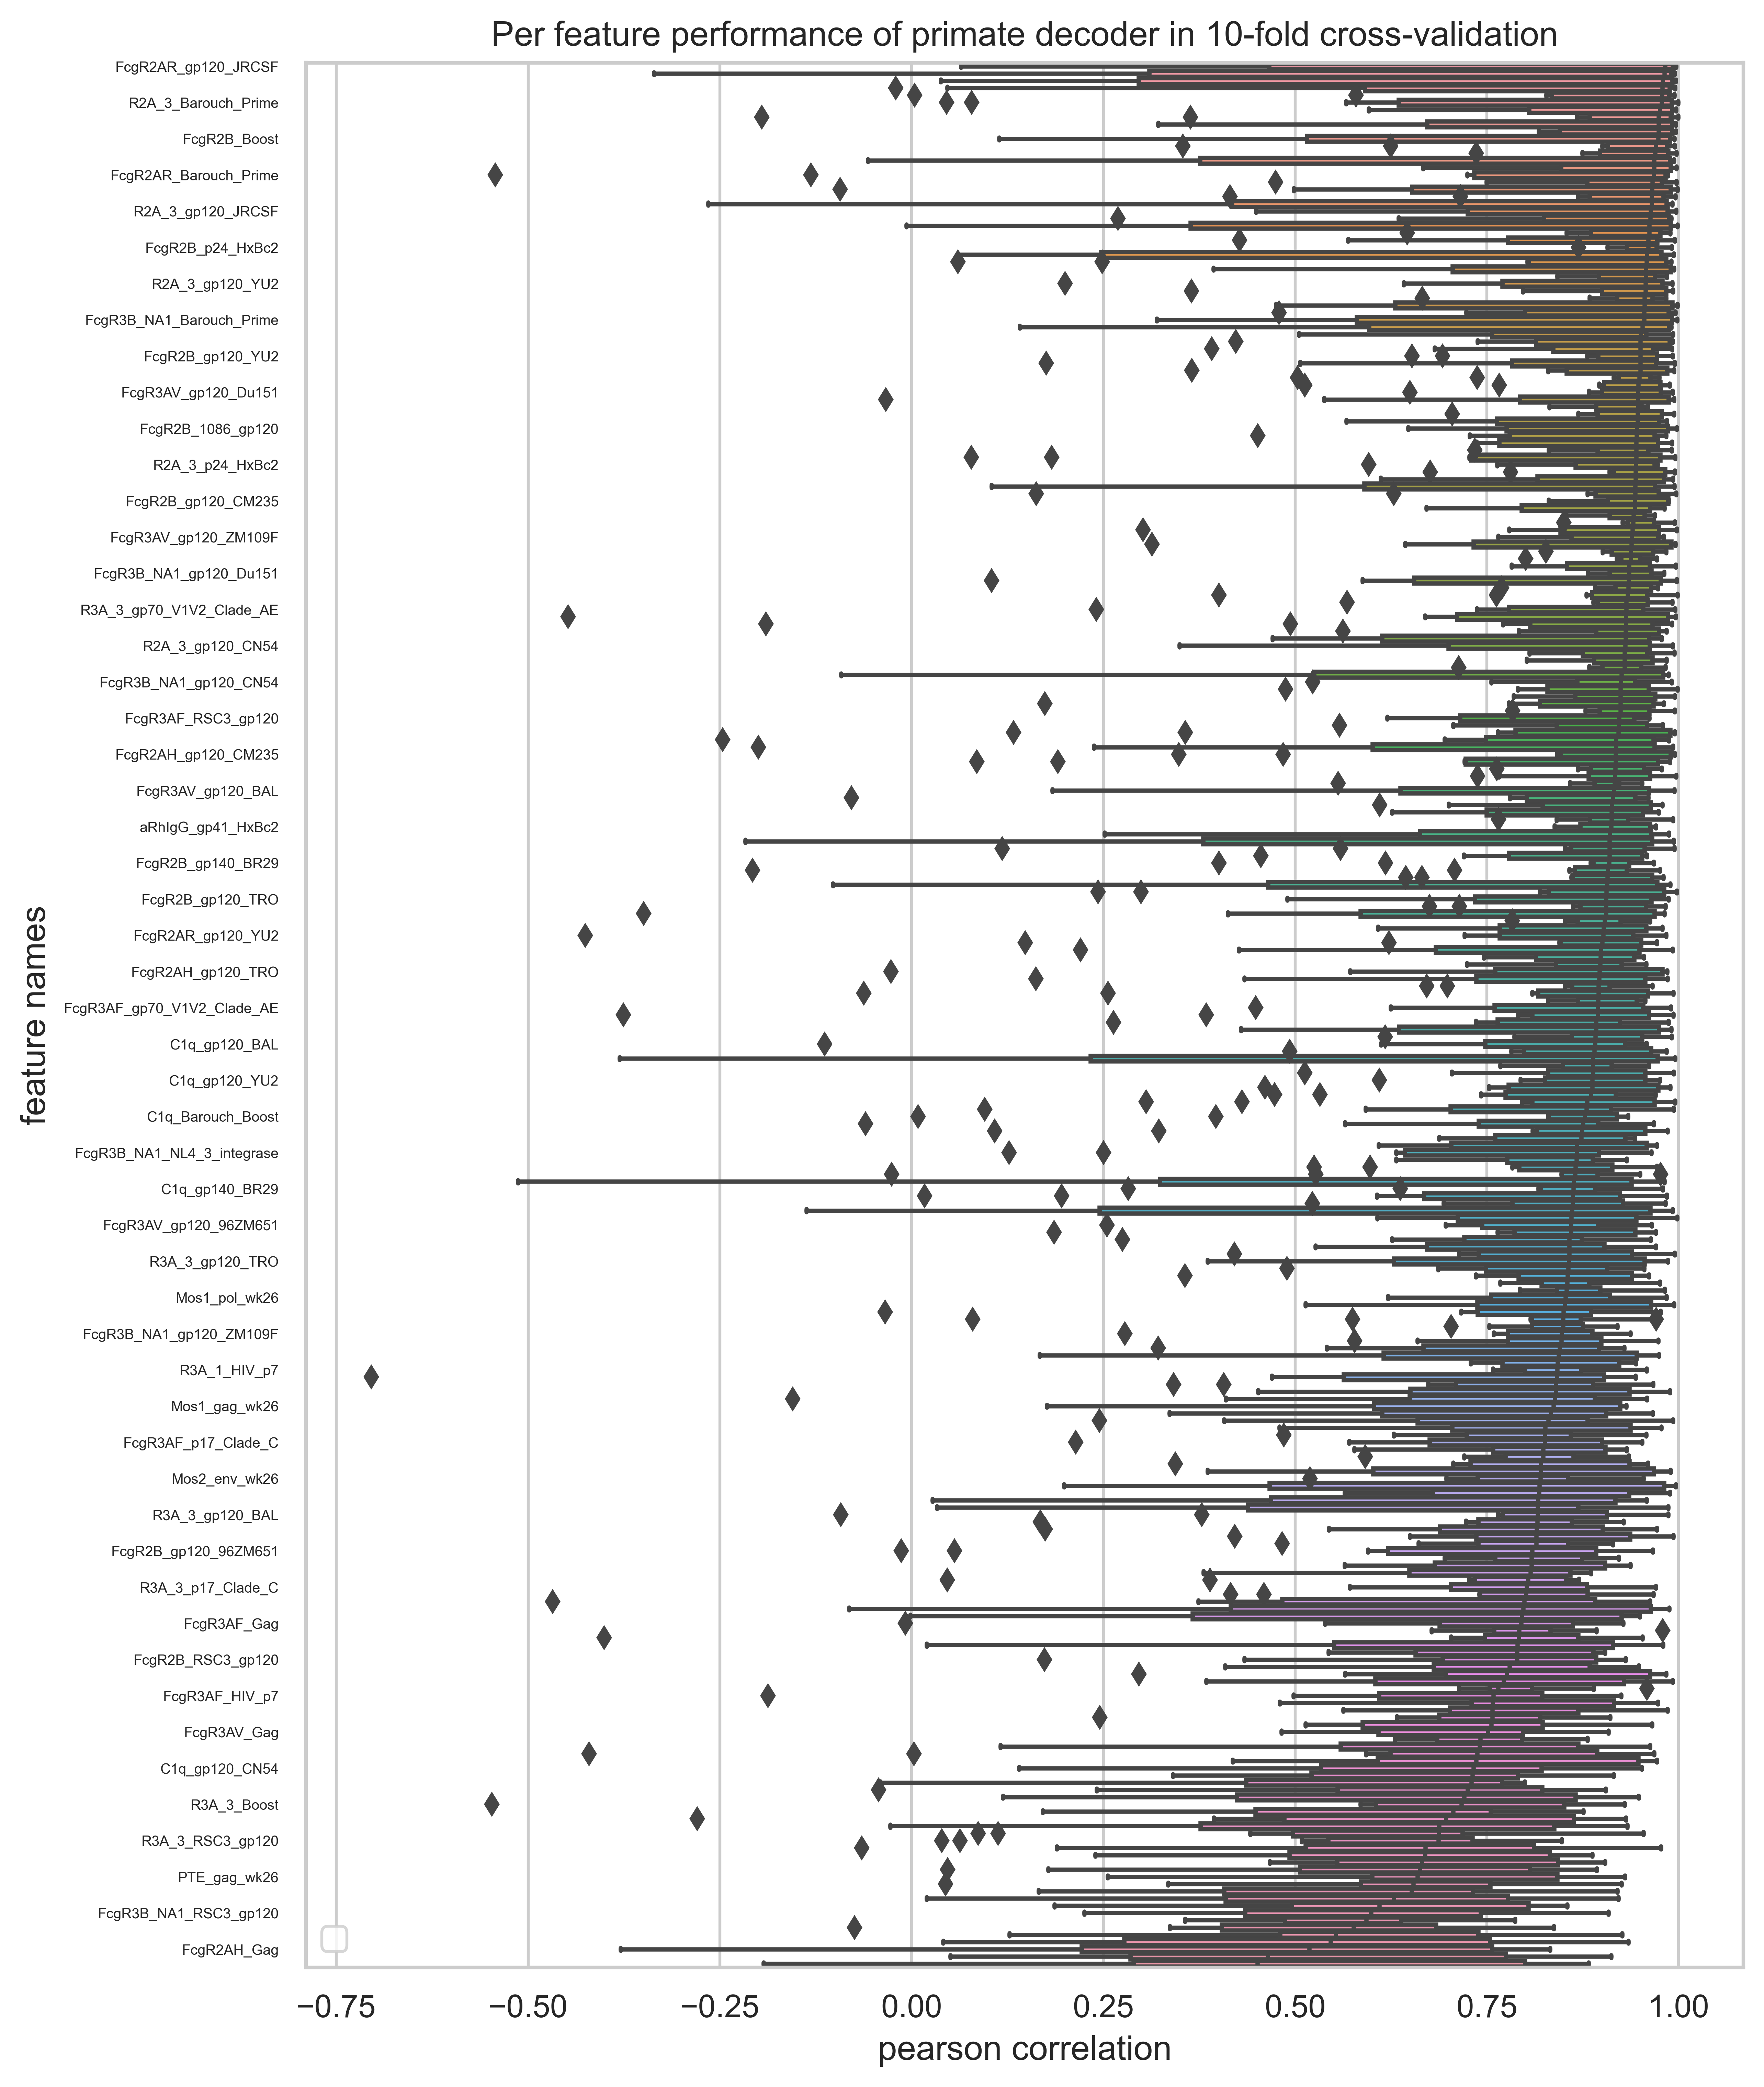 Per feature performance of primate decoder in 10-fold cross-validation
FcgR2AR_gp120_JRCSF
R2A_3_Barouch_Prime
FcgR2B_Boost
FcgR2AR_Barouch_Prime
R2A_3_gp120_JRCSF
FcgR2B_p24_HxBc2
R2A_3_gp120_YU2
FcgR3B_NA1_Barouch_Prime
FcgR2B_gp120_YU2
FcgR3AV_gp120_Du151
FcgR2B_1086_gp120
R2A_3_p24_HxBc2
FcgR2B_gp120_CM235
FcgR3AV_gp120_ZM109F
FcgR3B_NA1_gp120_Du151
R3A_3_gp70_V1V2_Clade_AE
R2A_3_gp120_CN54
FcgR3B_NA1_gp120_CN54
FcgR3AF_RSC3_gp120
FcgR2AH_gp120_CM235
FcgR3AV_gp120_BAL
aRhIgG_gp41_HxBc2
FcgR2B_gp140_BR29
FcgR2B_gp120_TRO
FcgR2AR_gp120_YU2
FcgR2AH_gp120_TRO
FcgR3AF_gp70_V1V2_Clade_AE
C1q_gp120_BAL
C1q_gp120_YU2
C1q_Barouch_Boost
FcgR3B_NA1_NL4_3_integrase
C1q_gp140_BR29
FcgR3AV_gp120_96ZM651
R3A_3_gp120_TRO
Mos1_pol_wk26
FcgR3B_NA1_gp120_ZM109F
R3A_1_HIV_p7
Mos1_gag_wk26
FcgR3AF_p17_Clade_C
Mos2_env_wk26
R3A_3_gp120_BAL
FcgR2B_gp120_96ZM651
R3A_3_p17_Clade_C
FcgR3AF_Gag
FcgR2B_RSC3_gp120
FcgR3AF_HIV_p7
FcgR3AV_Gag
C1q_gp120_CN54
R3A_3_Boost
R3A_3_RSC3_gp120
PTE_gag_wk26
FcgR3B_NA1_RSC3_gp120
FcgR2AH_Gag
feature names
−0.75 −0.50 −0.25 0.00 0.25 0.50 0.75 1.00
pearson correlation